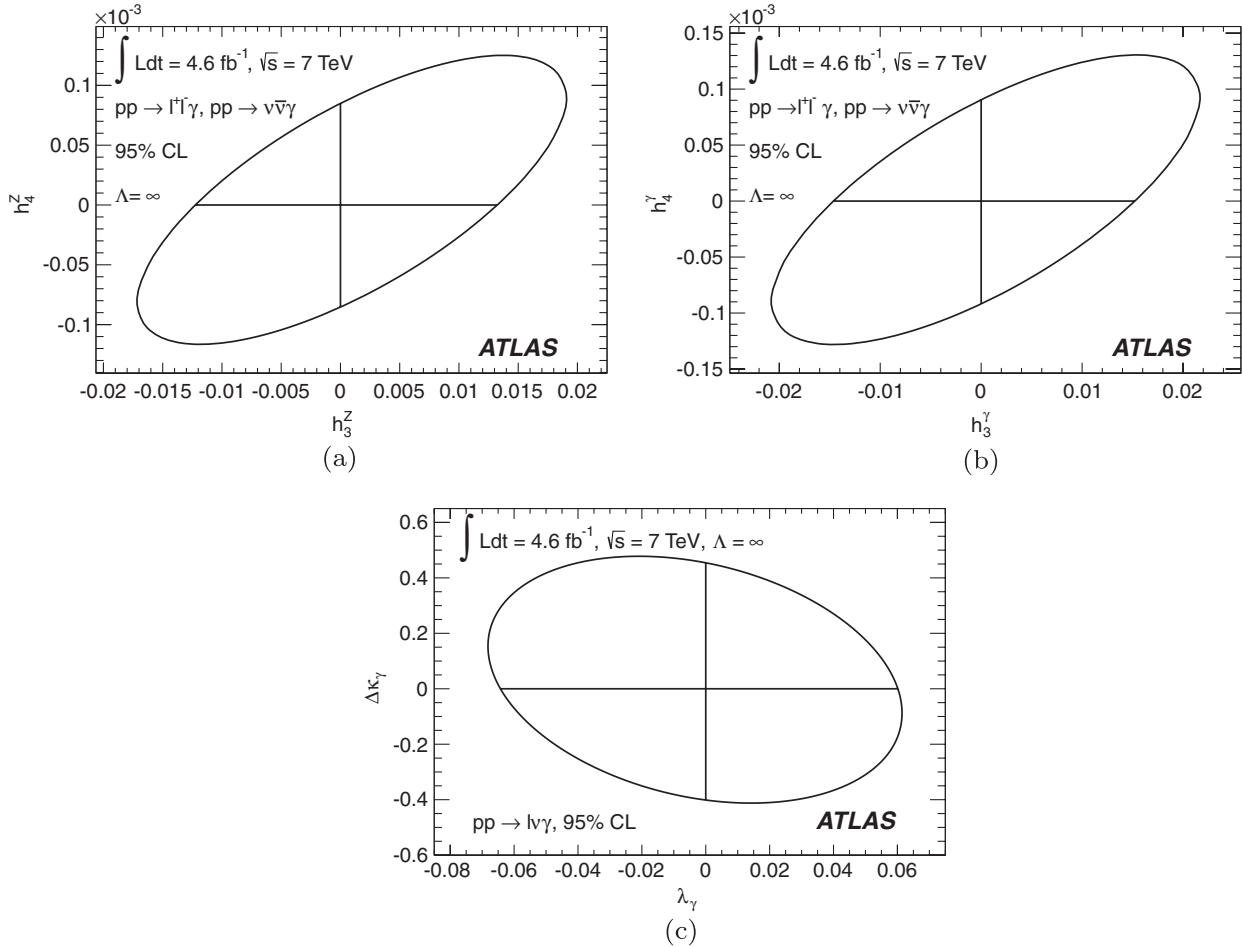 ×10⁻³
∫ Ldt = 4.6 fb⁻¹, √s = 7 TeV
pp → l⁺l⁻γ, pp → νν̄γ
95% CL
Λ = ∞
0.1
0.05
0
-0.05
-0.1
h₄ᶻ
ATLAS
-0.02 -0.015 -0.01 -0.005 0 0.005 0.01 0.015 0.02
h₃ᶻ
(a)
×10⁻³
∫ Ldt = 4.6 fb⁻¹, √s = 7 TeV
pp → l⁺l⁻ γ, pp → νν̄γ
95% CL
Λ = ∞
0.15
0.1
0.05
0
-0.05
-0.1
-0.15
h₄ᵞ
ATLAS
-0.02 -0.01 0 0.01 0.02
h₃ᵞ
(b)
∫ Ldt = 4.6 fb⁻¹, √s = 7 TeV, Λ = ∞
0.6
0.4
0.2
0
-0.2
-0.4
-0.6
Δκᵧ
pp → lνγ, 95% CL
ATLAS
-0.08 -0.06 -0.04 -0.02 0 0.02 0.04 0.06
λᵧ
(c)